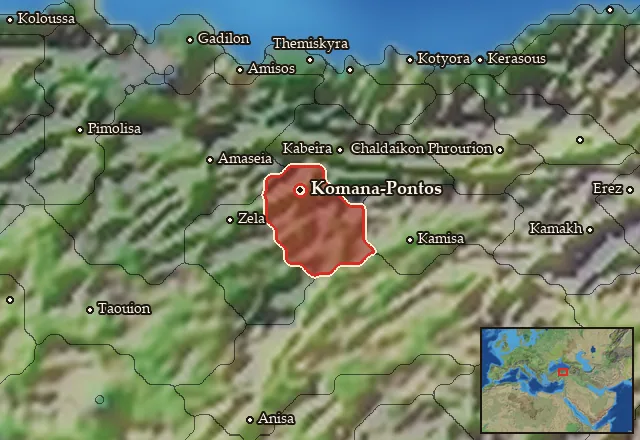 Koloussa
Gadilon
Themiskyra
Kotyora
Kerasous
Amisos
Pimolisa
Kabeira
Chaldaikon Phrourion
Amaseia
Komana-Pontos
Erez
Zela
Kamakh
Kamisa
Taouion
Anisa